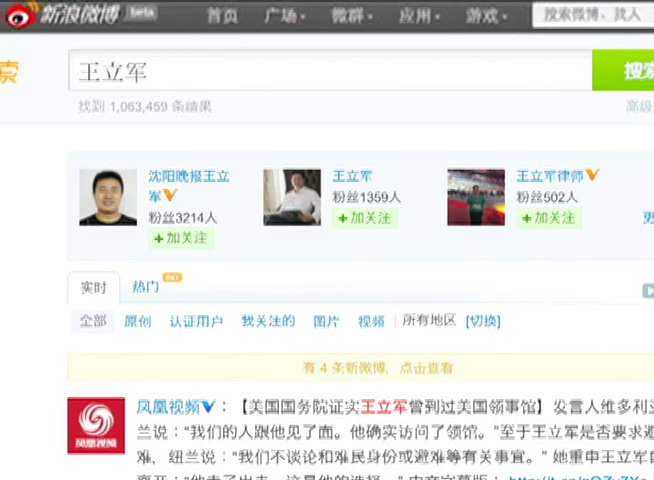 新浪微博 beta 首页 广场 微群 应用 游戏 搜索微博、找人
索 王立军 搜索
找到 1,063,459 条结果 高级
沈阳晚报王立军 粉丝3214人 +加关注
王立军 粉丝1359人 +加关注
王立军律师 粉丝502人 +加关注
更
实时 热门
全部 原创 认证用户 我关注的 图片 视频 所有地区 [切换]
有 4 条新微博，点击查看
凤凰视频 凤凰视频：【美国国务院证实王立军曾到过美国领事馆】发言人维多利亚
兰说：“我们的人跟他见了面。他确实访问了领馆。”至于王立军是否要求避
难，纽兰说：“我们不谈论和难民身份或避难等有关事宜。” 她重申王立军